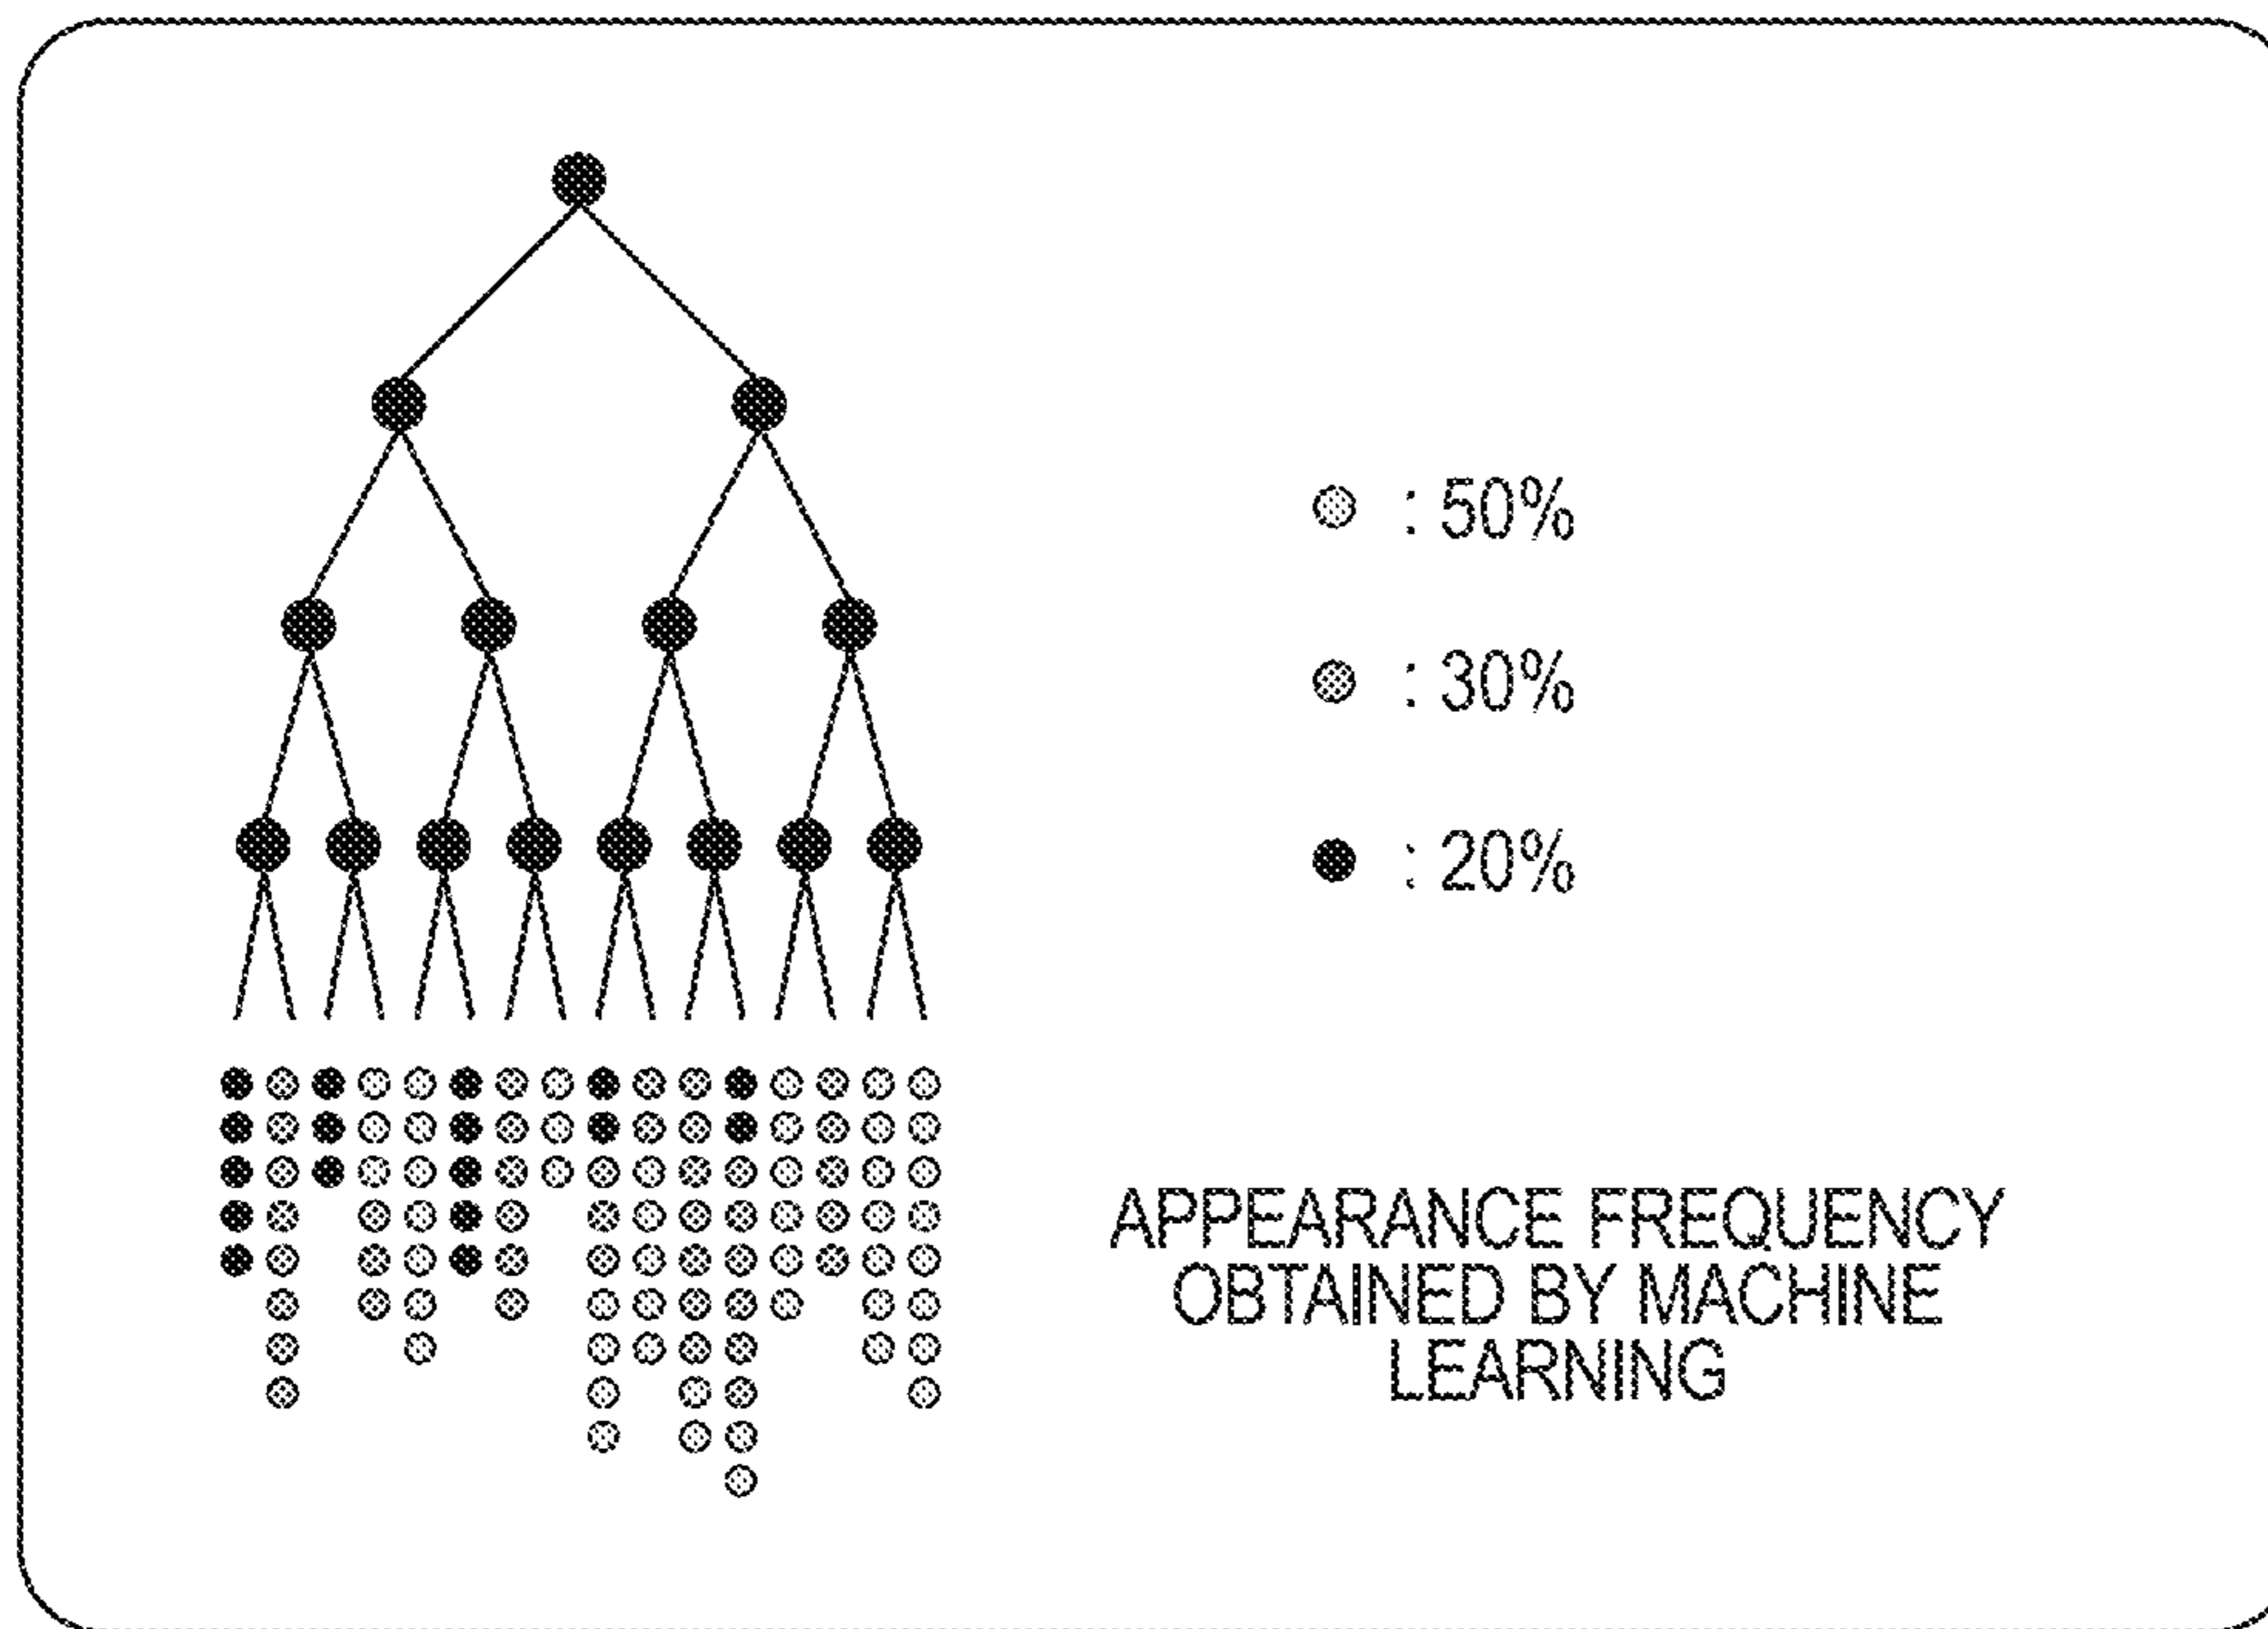 : 50%
: 30%
: 20%
APPEARANCE FREQUENCY
OBTAINED BY MACHINE
LEARNING